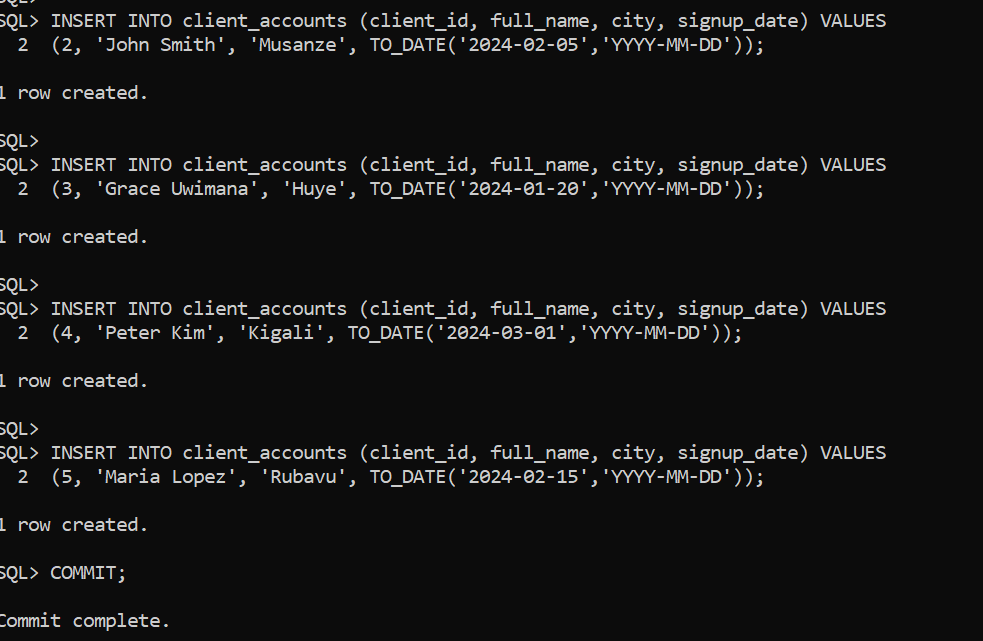 SQL>
SQL> INSERT INTO client_accounts (client_id, full_name, city, signup_date) VALUES
  2  (2, 'John Smith', 'Musanze', TO_DATE('2024-02-05','YYYY-MM-DD'));
1 row created.
SQL>
SQL> INSERT INTO client_accounts (client_id, full_name, city, signup_date) VALUES
  2  (3, 'Grace Uwimana', 'Huye', TO_DATE('2024-01-20','YYYY-MM-DD'));
1 row created.
SQL>
SQL> INSERT INTO client_accounts (client_id, full_name, city, signup_date) VALUES
  2  (4, 'Peter Kim', 'Kigali', TO_DATE('2024-03-01','YYYY-MM-DD'));
1 row created.
SQL>
SQL> INSERT INTO client_accounts (client_id, full_name, city, signup_date) VALUES
  2  (5, 'Maria Lopez', 'Rubavu', TO_DATE('2024-02-15','YYYY-MM-DD'));
1 row created.
SQL> COMMIT;
Commit complete.